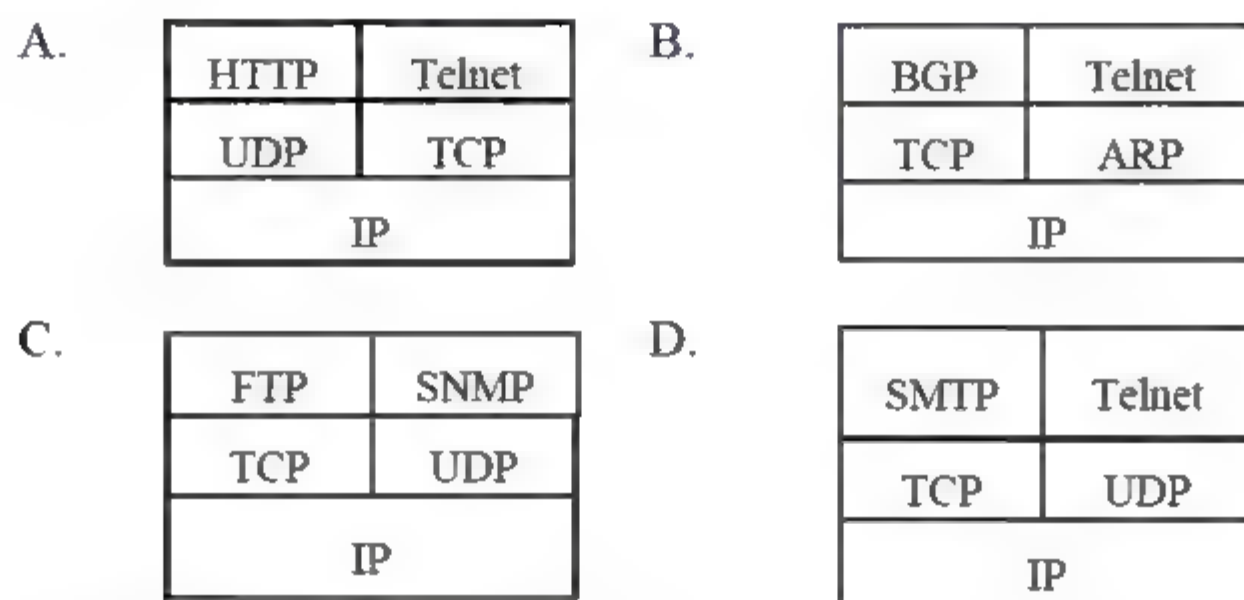 A. B.
HTTP Telnet BGP Telnet
UDP TCP TCP ARP
IP IP
C. D.
FTP SNMP SMTP Telnet
TCP UDP TCP UDP
IP IP